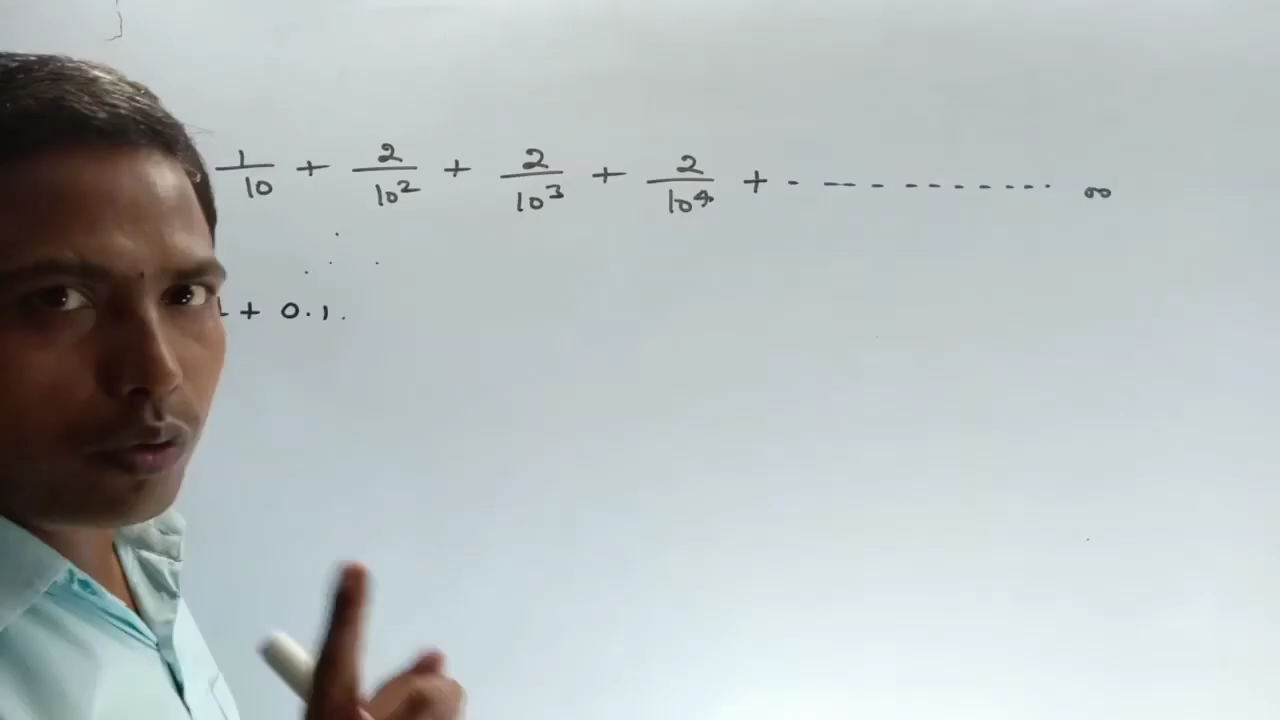 1/10 + 2/10² + 2/10³ + 2/10⁴ + - - - - - - - - - - ∞
+ 0.1.